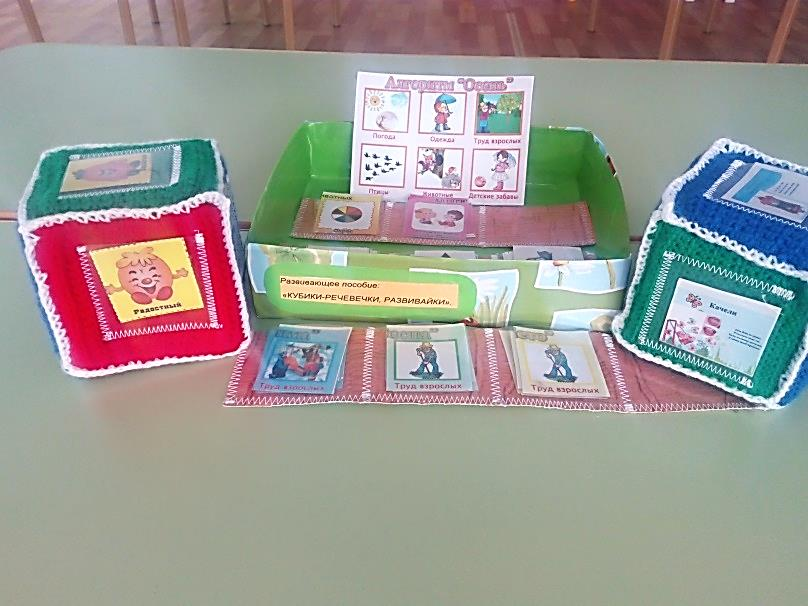 Алгоритм "Осень"
Погода
Одежда
Труд взрослых
Птицы
Животные
Детские забавы
Развивающее пособие:
«КУБИКИ-РЕЧЕВЕЧКИ, РАЗВИВАЙКИ».
Радостный
Качели
Труд взрослых
Труд взрослых
Труд взрослых